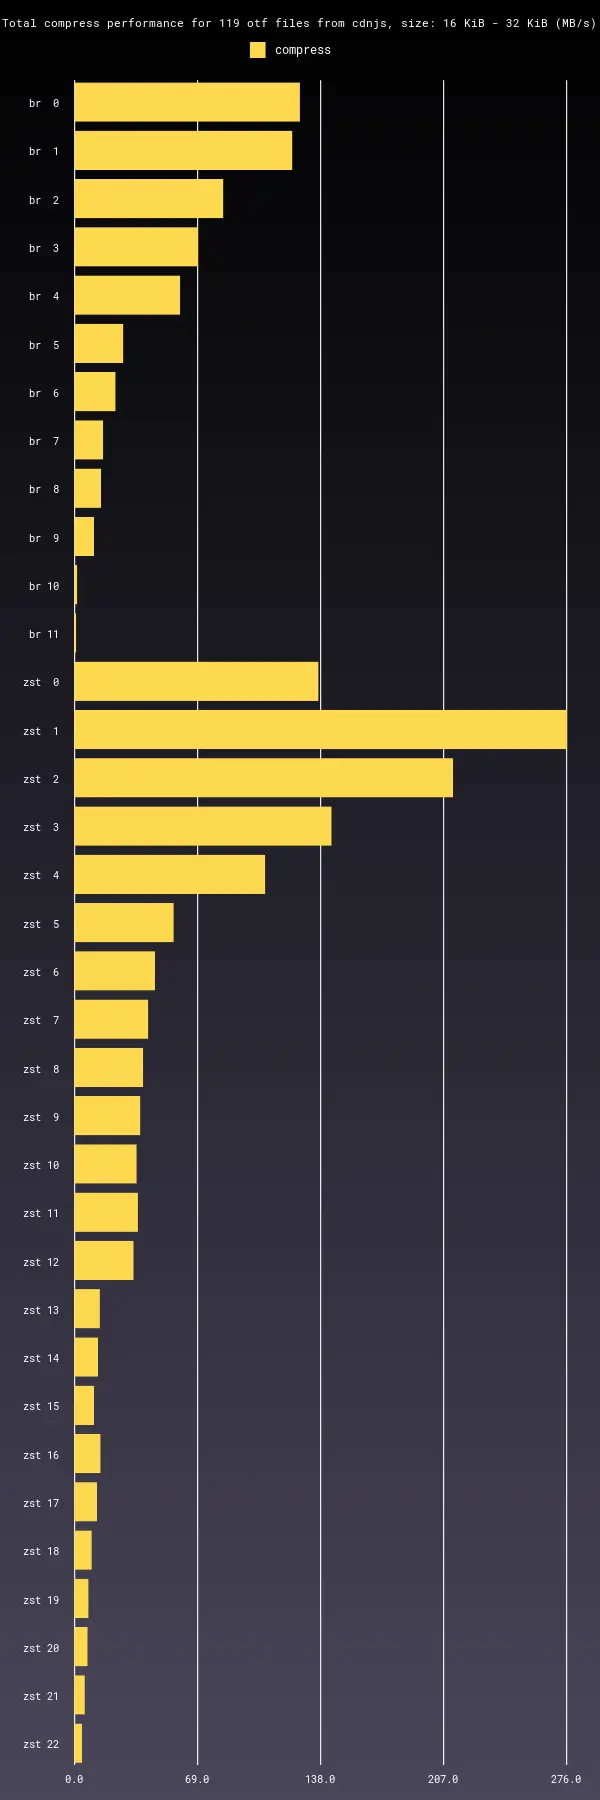 Total compress performance for 119 otf files from cdnjs, size: 16 KiB - 32 KiB (MB/s)
compress
br 0
br 1
br 2
br 3
br 4
br 5
br 6
br 7
br 8
br 9
br 10
br 11
zst 0
zst 1
zst 2
zst 3
zst 4
zst 5
zst 6
zst 7
zst 8
zst 9
zst 10
zst 11
zst 12
zst 13
zst 14
zst 15
zst 16
zst 17
zst 18
zst 19
zst 20
zst 21
zst 22
0.0 69.0 138.0 207.0 276.0